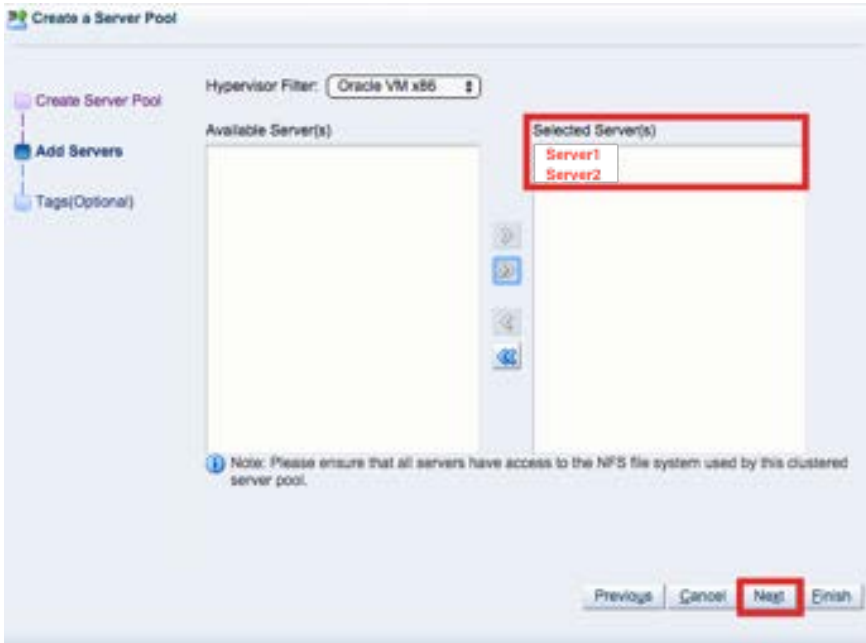 Create a Server Pool
Hypervisor Filter: Oracle VM x86
Create Server Pool
Add Servers
Tags(Optional)
Available Server(s)
Selected Server(s)
Server1
Server2
Note: Please ensure that all servers have access to the NFS file system used by this clustered
server pool.
Previous Cancel Next Finish